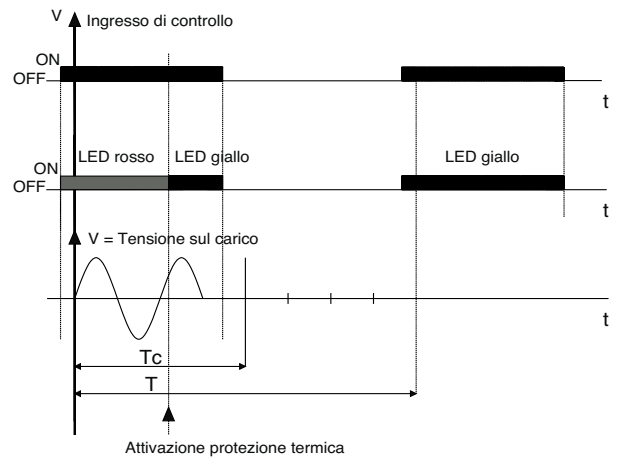 V Ingresso di controllo
ON
OFF
t
LED rosso LED giallo LED giallo
ON
OFF
t
V = Tensione sul carico
t
Tc
T
Attivazione protezione termica